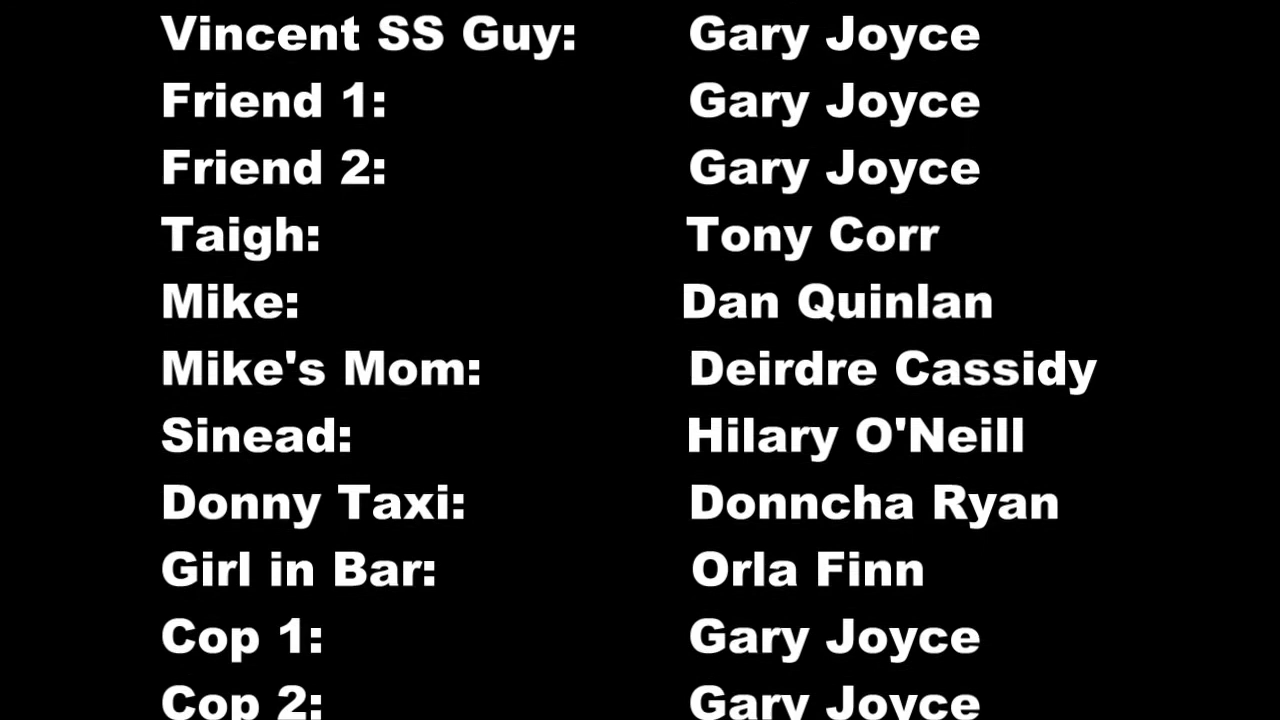 Vincent SS Guy: Gary Joyce
Friend 1: Gary Joyce
Friend 2: Gary Joyce
Taigh: Tony Corr
Mike: Dan Quinlan
Mike's Mom: Deirdre Cassidy
Sinead: Hilary O'Neill
Donny Taxi: Donncha Ryan
Girl in Bar: Orla Finn
Cop 1: Gary Joyce
Cop 2: Gary Joyce